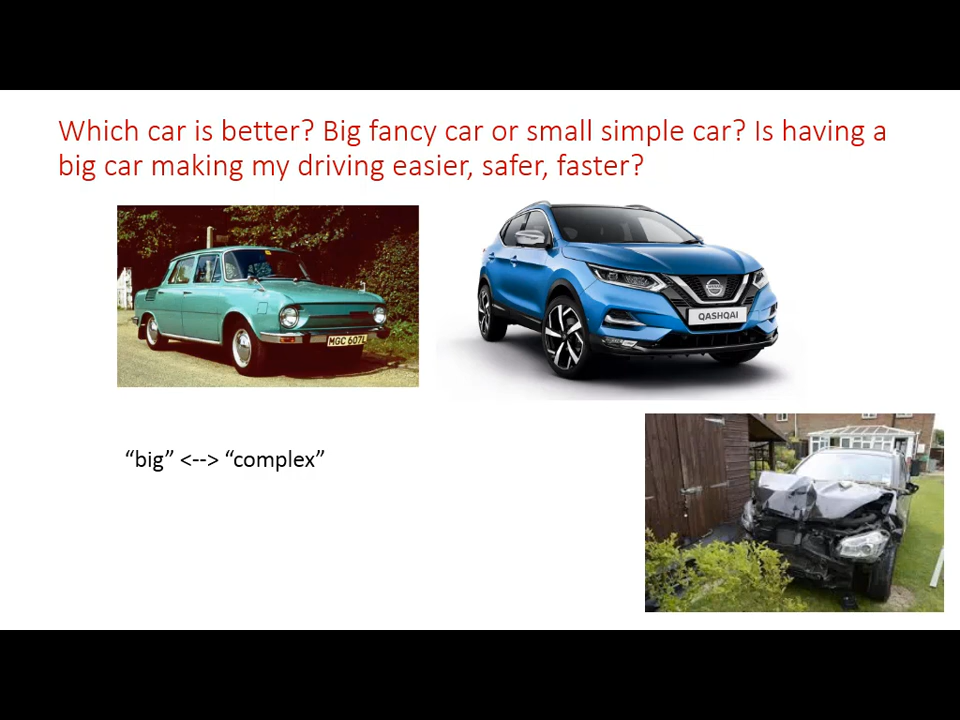 Which car is better? Big fancy car or small simple car? Is having a
big car making my driving easier, safer, faster?
MGC 607L
QASHQAI
“big” <--> “complex”